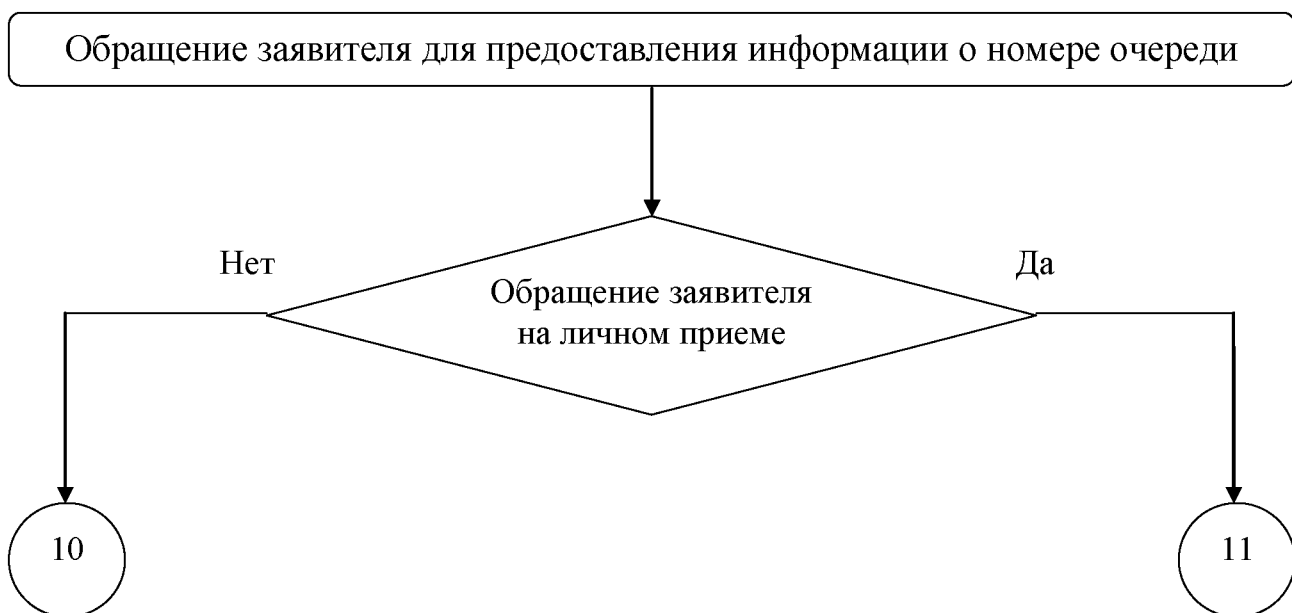 Обращение заявителя для предоставления информации о номере очереди
Нет
Да
Обращение заявителя
на личном приеме
10
11